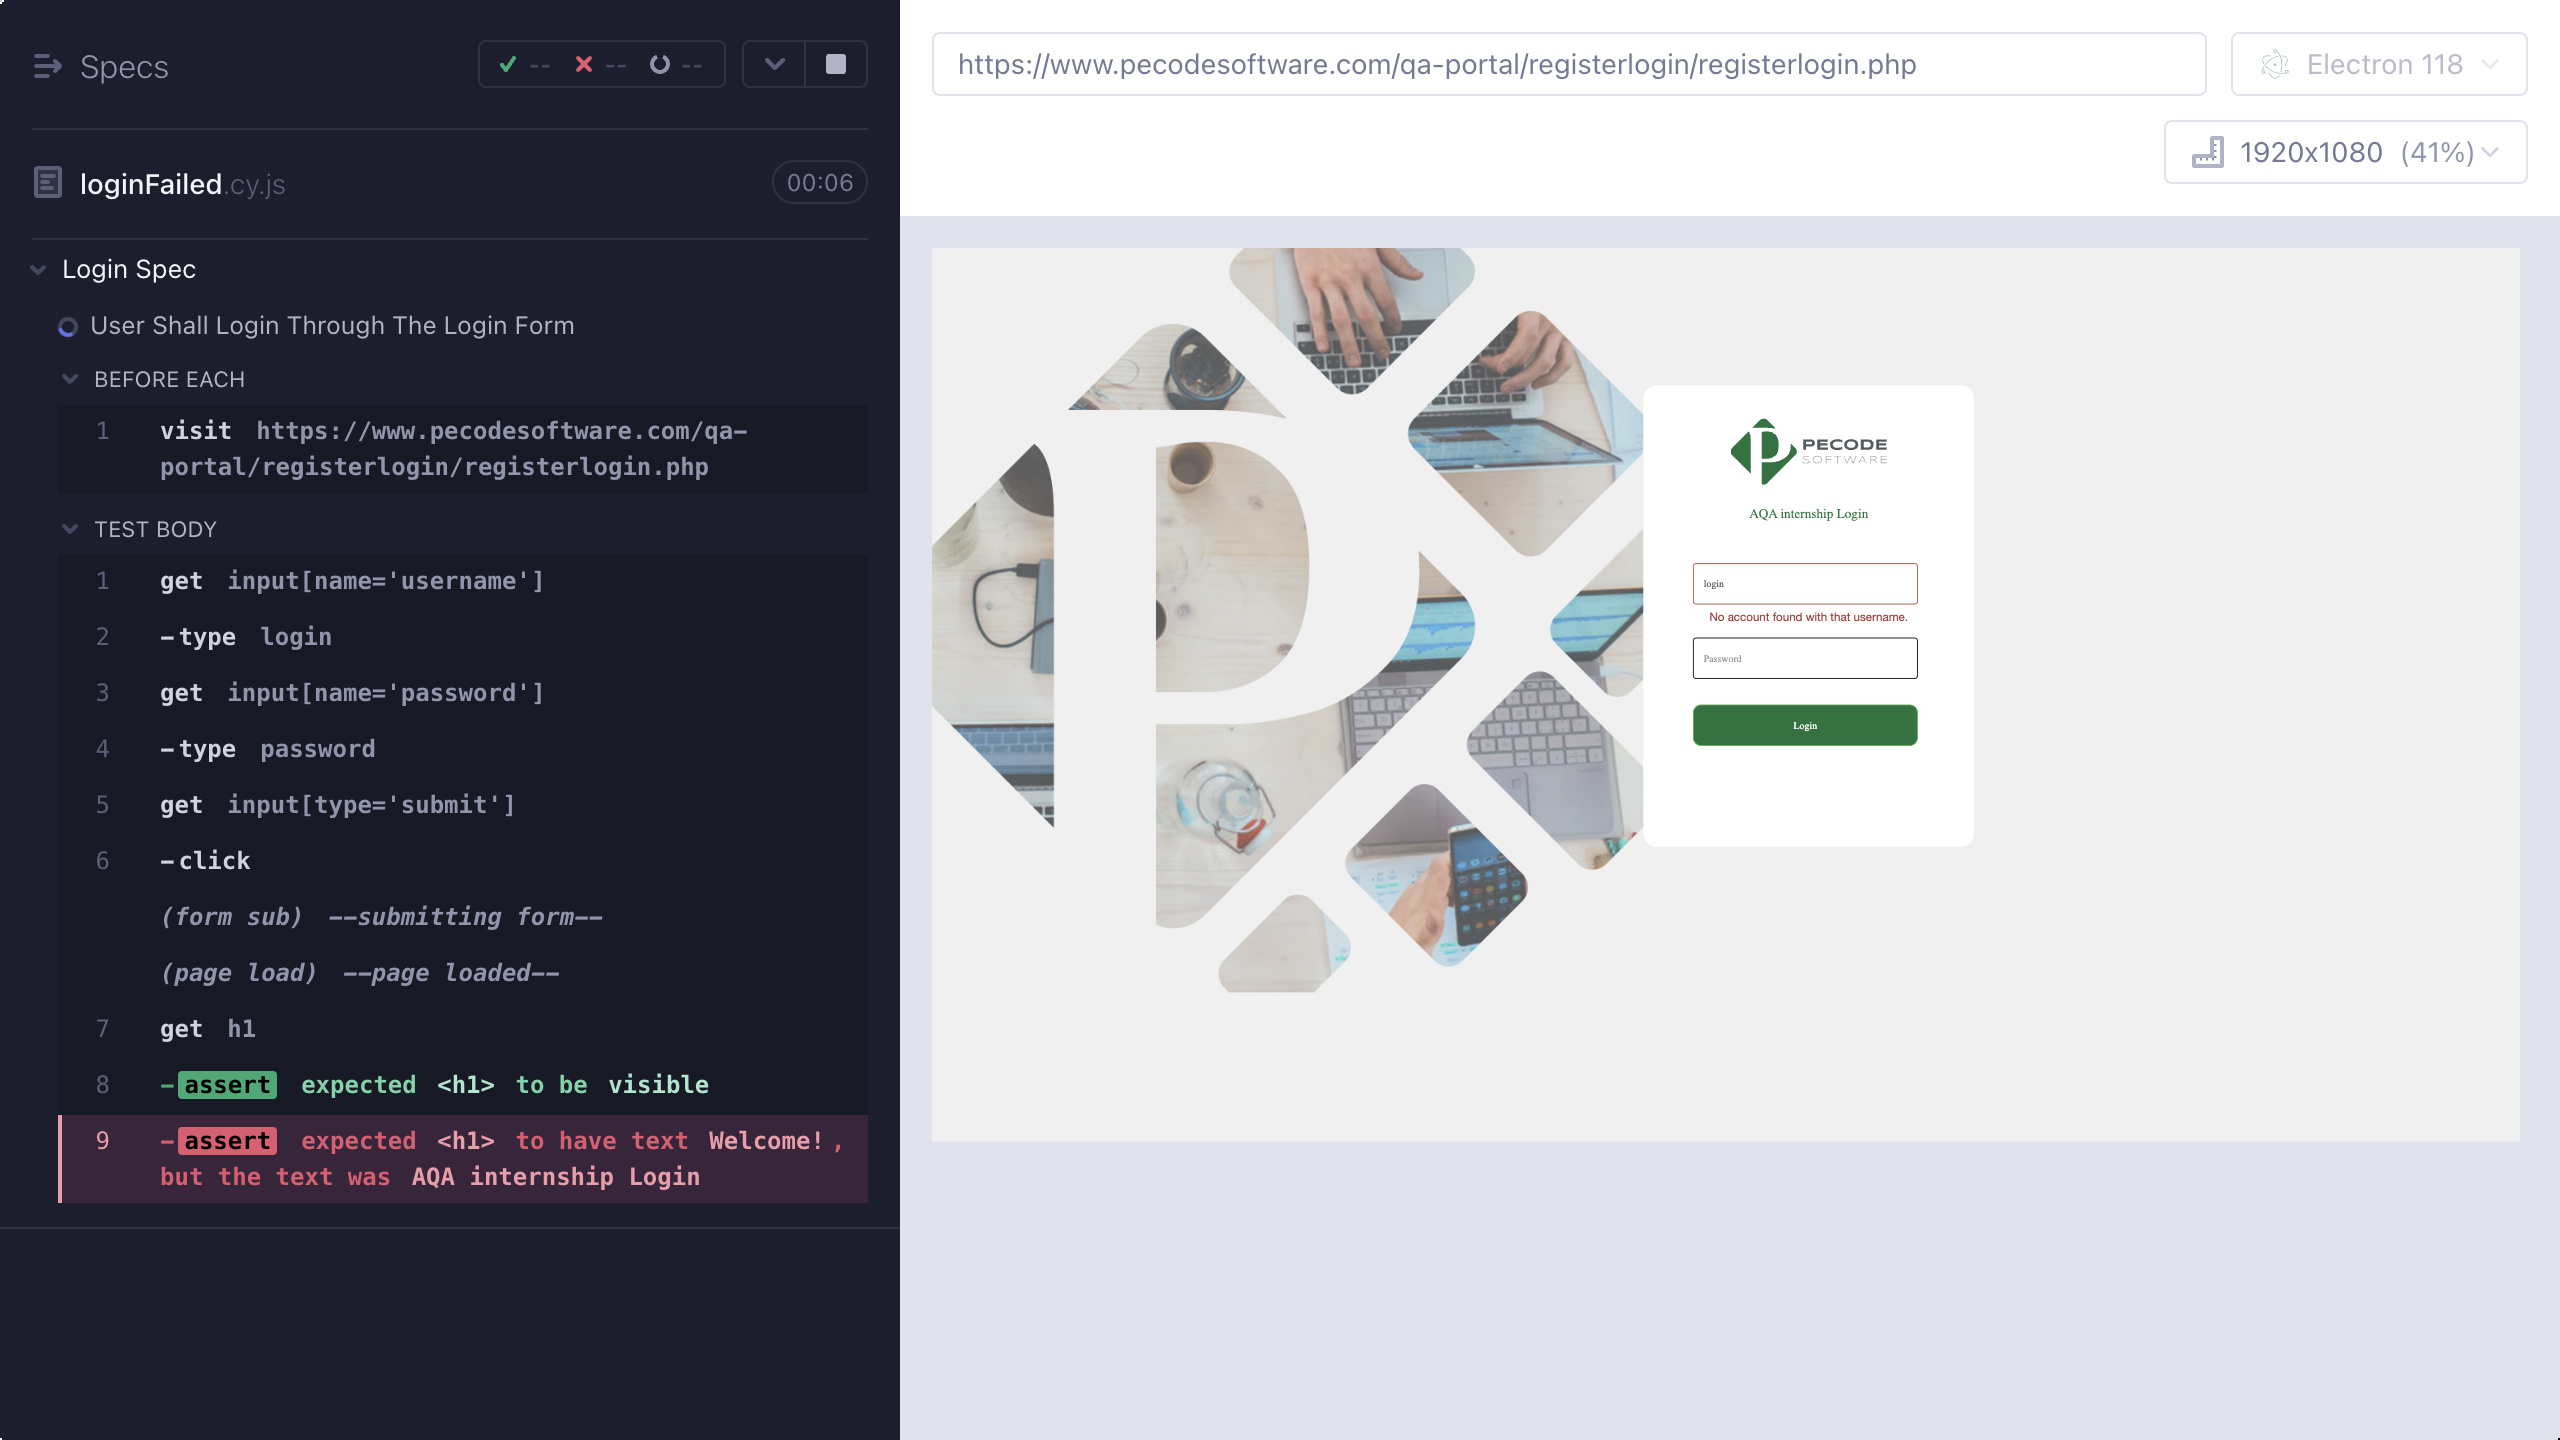 Specs
--
--
--
loginFailed.cy.js
00:06
Login Spec
User Shall Login Through The Login Form
BEFORE EACH
1 visit https://www.pecodesoftware.com/qa-
portal/registerlogin/registerlogin.php
TEST BODY
1 get input[name='username']
2 -type login
3 get input[name='password']
4 -type password
5 get input[type='submit']
6 -click
(form sub) --submitting form--
(page load) --page loaded--
7 get h1
8 -assert expected <h1> to be visible
9 -assert expected <h1> to have text Welcome!,
but the text was AQA internship Login
https://www.pecodesoftware.com/qa-portal/registerlogin/registerlogin.php
Electron 118
1920x1080 (41%)
PECODE
SOFTWARE
AQA internship Login
login
No account found with that username.
Password
Login